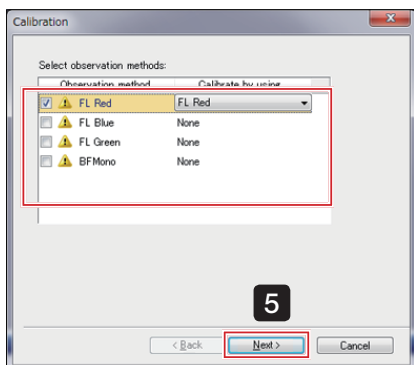 Calibration
Select observation methods:
Observation method Calibrate by using
FL Red FL Red
FL Blue None
FL Green None
BFMono None
5
< Back Next > Cancel